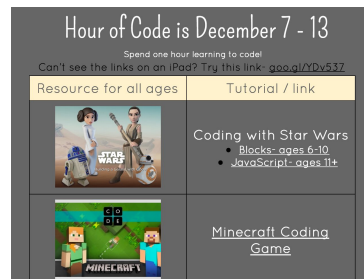 Hour of Code is December 7 - 13
Spend one hour learning to code!
Can't see the links on an iPad? Try this link- goo.gl/YDv537
Resource for all ages
Tutorial / link
STAR
WARS
Coding with Star Wars
Blocks- ages 6-10
JavaScript- ages 11+
C O
D E
MINECRAFT
Minecraft Coding
Game